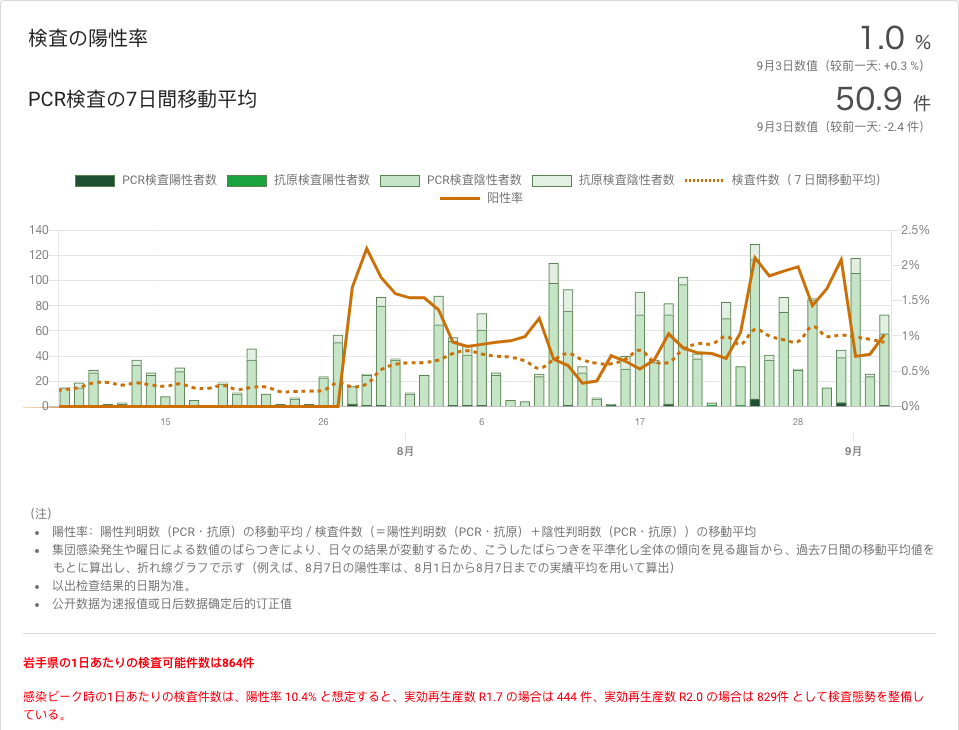 検査の陽性率
1.0 %
9月3日数值（较前一天: +0.3 %）
PCR検査の7日間移動平均
50.9 件
9月3日数值（较前一天: -2.4 件）
PCR検査陽性者数 抗原検査陽性者数 PCR検査陰性者数 抗原検査陰性者数 検査件数（７日間移動平均）
阳性率
140 2.5%
120 2%
100
80 1.5%
60 1%
40 0.5%
20
0 0%
15 26 6 17 28
8月 9月
（注）
陽性率：陽性判明数（PCR・抗原）の移動平均 / 検査件数（＝陽性判明数（PCR・抗原）＋陰性判明数（PCR・抗原））の移動平均
集団感染発生や曜日による数値のばらつきにより、日々の結果が変動するため、こうしたばらつきを平準化し全体の傾向を見る趣旨から、過去7日間の移動平均値を
もとに算出し、折れ線グラフで示す（例えば、8月7日の陽性率は、8月1日から8月7日までの実績平均を用いて算出）
以出检查结果的日期为准。
公开数据为速报值或日后数据确定后的订正值
岩手県の1日あたりの検査可能件数は864件
感染ピーク時の1日あたりの検査件数は、陽性率 10.4% と想定すると、実効再生産数 R1.7 の場合は 444 件、実効再生産数 R2.0 の場合は 829件 として検査態勢を整備し
ている。